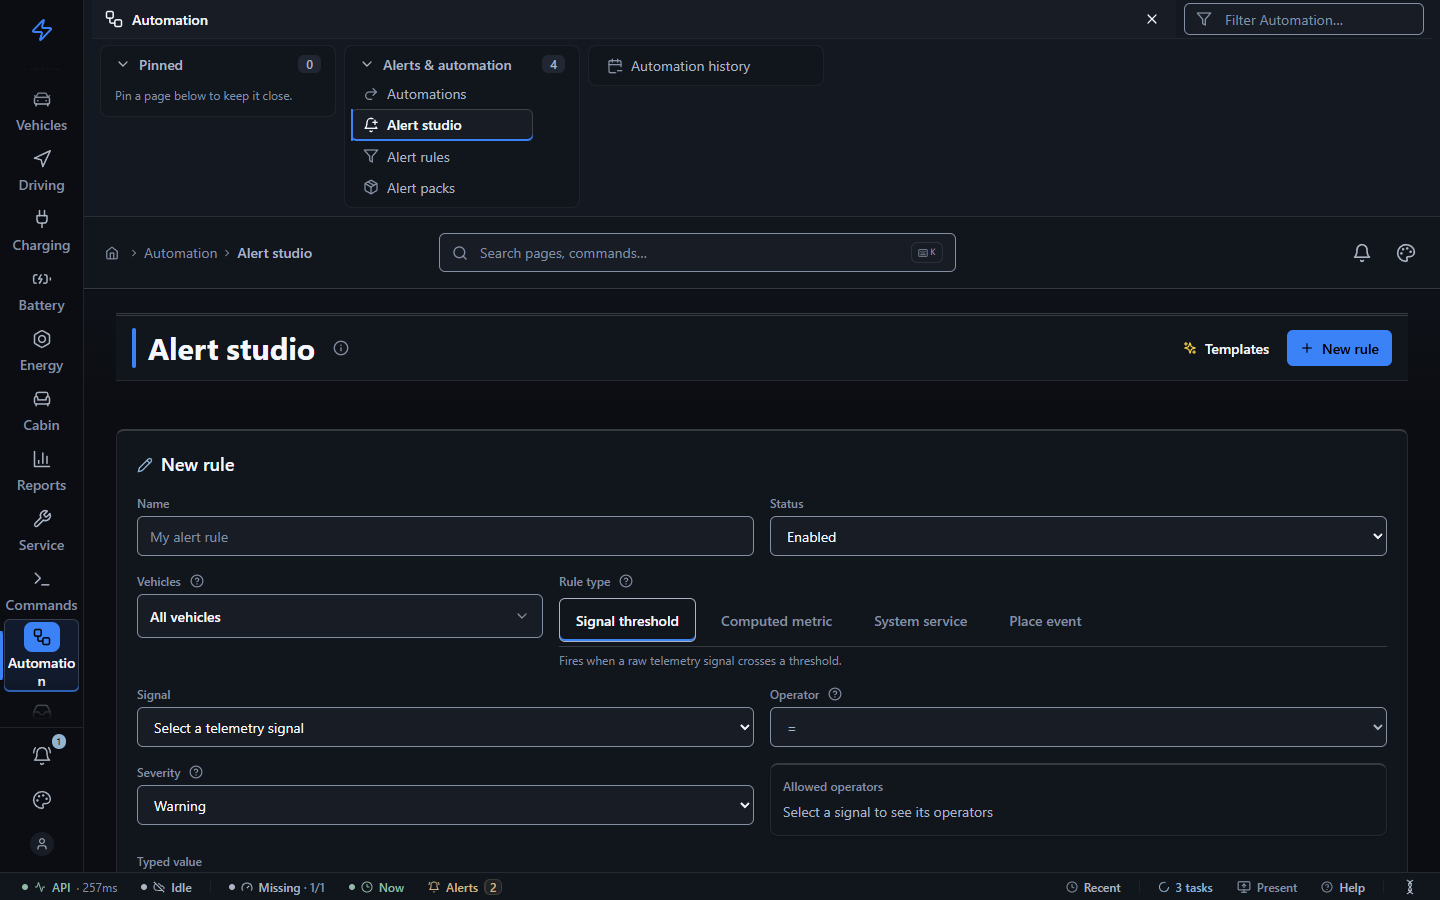 Automation
Filter Automation...
Pinned
0
Pin a page below to keep it close.
Alerts & automation
4
Automations
Alert studio
Alert rules
Alert packs
Automation history
Vehicles
Driving
Charging
Battery
Energy
Cabin
Reports
Service
Commands
Automatio
n
1
Automation
Alert studio
Search pages, commands...
K
Alert studio
Templates
New rule
New rule
Name
My alert rule
Status
Enabled
Vehicles
All vehicles
Rule type
Signal threshold
Computed metric
System service
Place event
Fires when a raw telemetry signal crosses a threshold.
Signal
Select a telemetry signal
Operator
=
Severity
Warning
Allowed operators
Select a signal to see its operators
Typed value
API · 257ms
Idle
Missing · 1/1
Now
Alerts 2
Recent
3 tasks
Present
Help